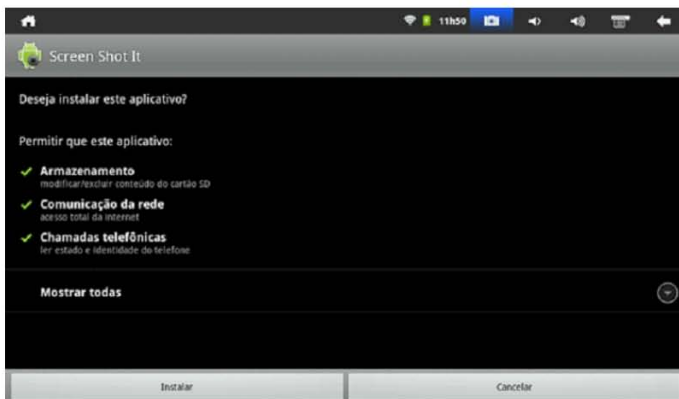 11h50
Screen Shot It
Deseja instalar este aplicativo?
Permitir que este aplicativo:
Armazenamento
modificar/excluir conteúdo do cartão SD
Comunicação da rede
acesso total da internet
Chamadas telefônicas
ler estado e identidade do telefone
Mostrar todas
Instalar
Cancelar